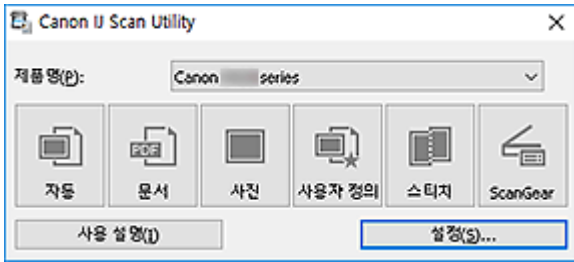 Canon IJ Scan Utility
제품명(P): Canon series
PDF
자동 문서 사진 사용자 정의 스티치 ScanGear
사용 설명(I) 설정(S)...